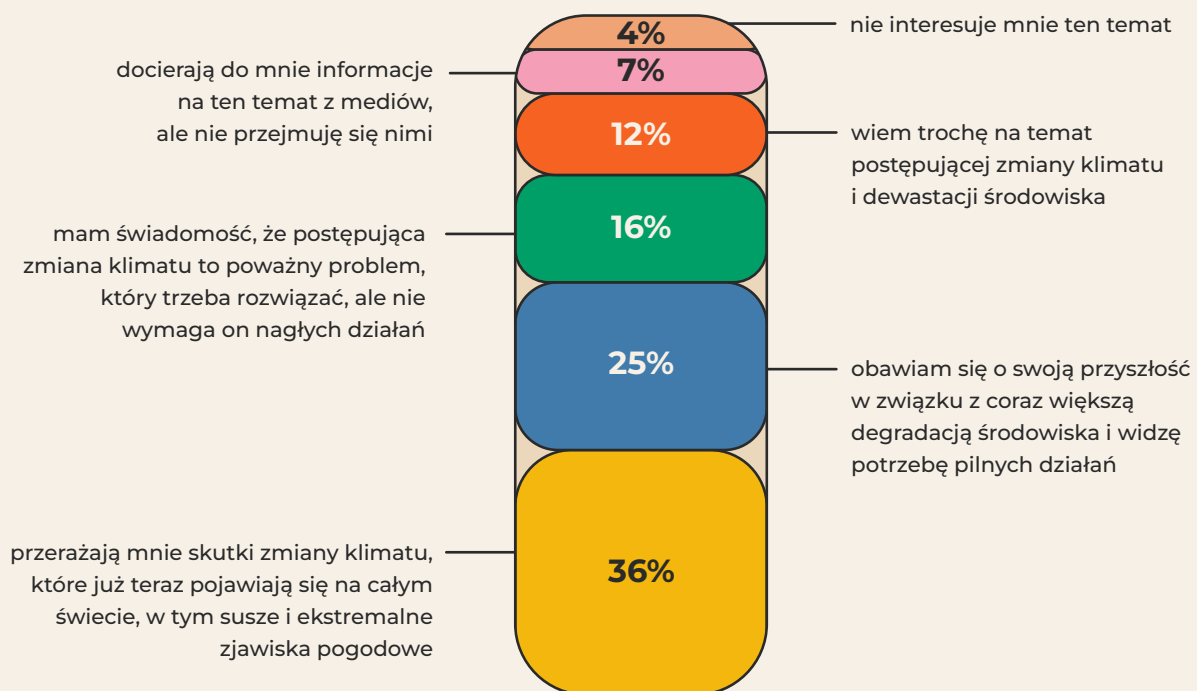 4%
nie interesuje mnie ten temat
docierają do mnie informacje
na ten temat z mediów,
ale nie przejmuję się nimi
7%
12%
wiem trochę na temat
postępującej zmiany klimatu
i dewastacji środowiska
mam świadomość, że postępująca
zmiana klimatu to poważny problem,
który trzeba rozwiązać, ale nie
wymaga on nagłych działań
16%
25%
obawiam się o swoją przyszłość
w związku z coraz większą
degradacją środowiska i widzę
potrzebę pilnych działań
przerażają mnie skutki zmiany klimatu,
które już teraz pojawiają się na całym
świecie, w tym susze i ekstremalne
zjawiska pogodowe
36%